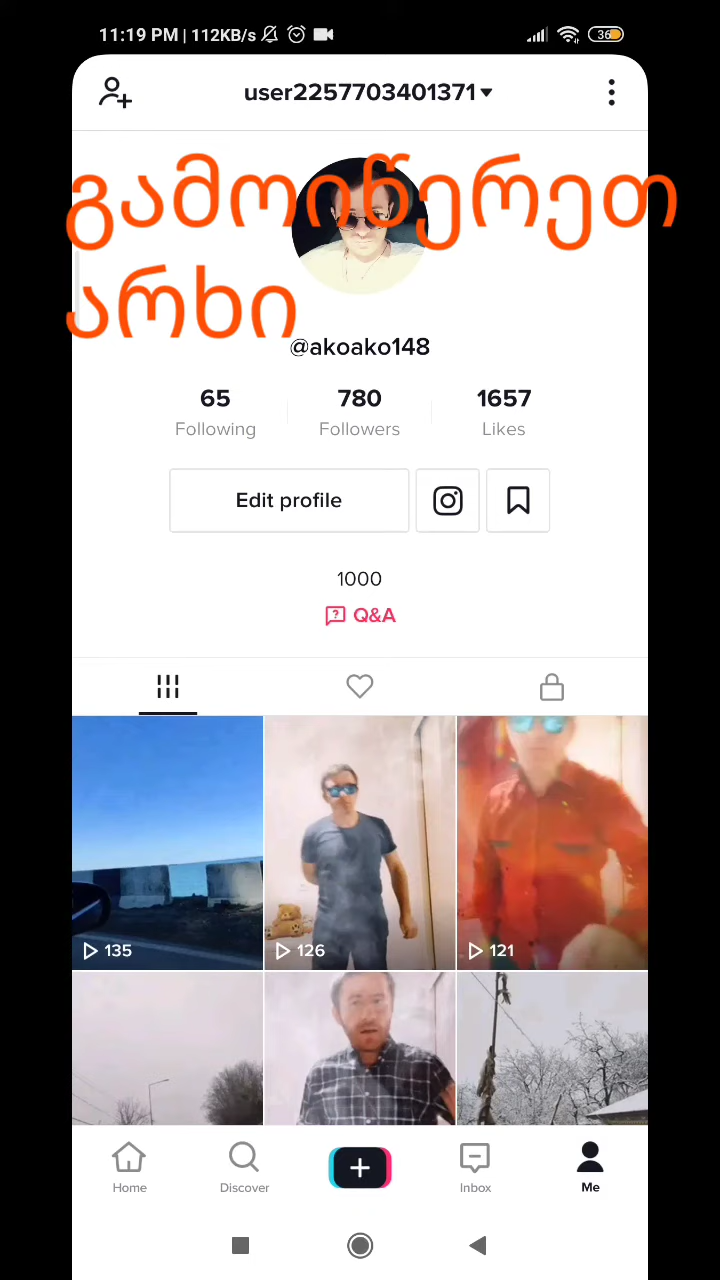 11:19 PM | 112KB/s 36
user2257703401371
გამოიწერეთ
არხი
@akoako148
65 780 1657
Following Followers Likes
Edit profile
1000
Q&A
135 126 121
Home Discover Inbox Me